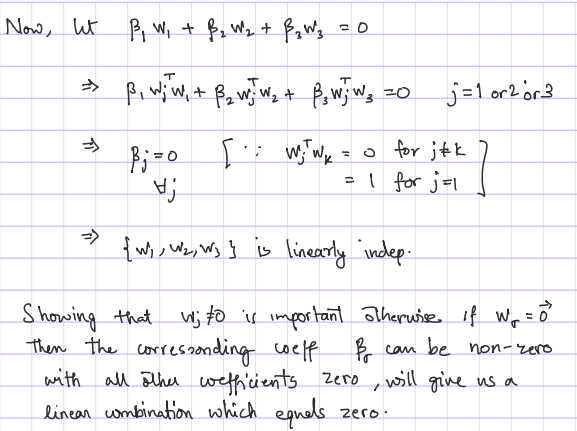 Now, let β₁ w₁ + β₂ w₂ + β₃ w₃ = 0
⇒ β₁ wⱼᵀw₁ + β₂ wⱼᵀw₂ + β₃ wⱼᵀw₃ = 0 j=1 or 2 or 3
⇒ βⱼ = 0 [∵ wⱼᵀwₖ = 0 for j≠k
∀j = 1 for j=1 ]
⇒ {w₁, w₂, w₃} is linearly indep.
Showing that wⱼ≠0 is important otherwise if wᵣ = 0⃗
then the corresponding coeff βᵣ can be non-zero
with all other coefficients zero, will give us a
linear combination which equals zero.